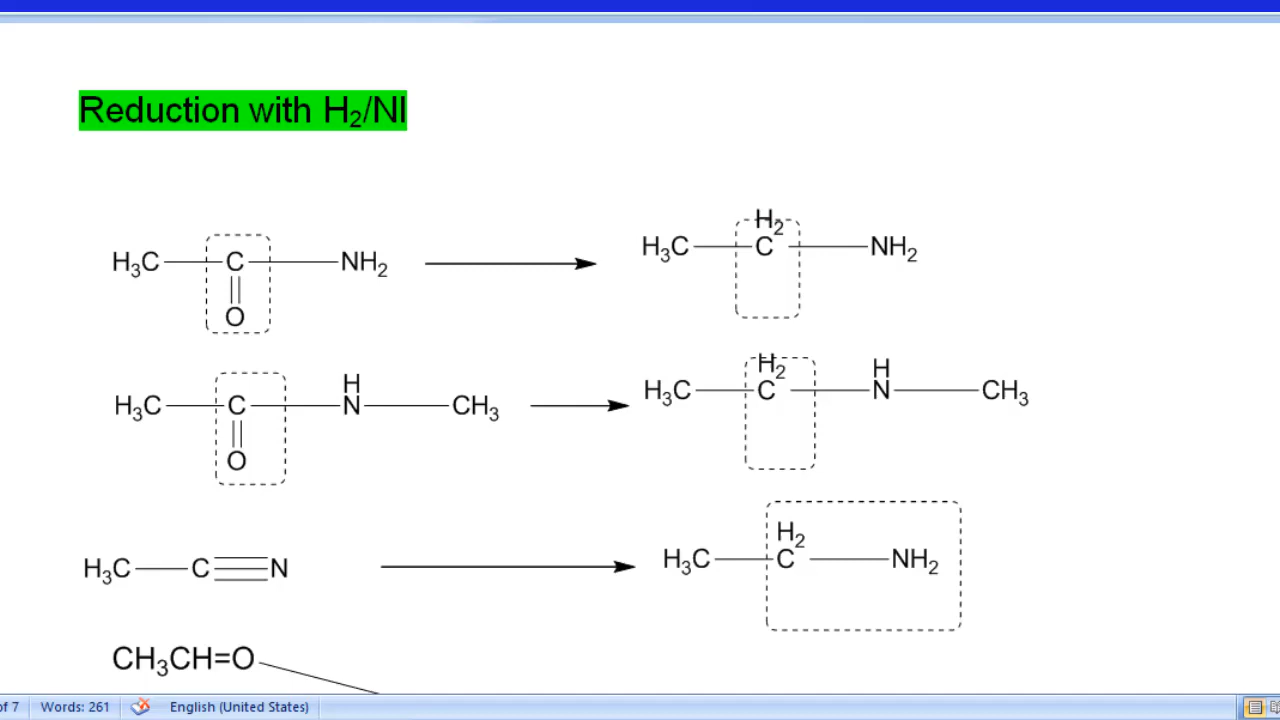 Reduction with H₂/NI
H₃C—C—NH₂ → H₃C—C—NH₂
O
H₂
H₃C—C—N—CH₃ → H₃C—C—N—CH₃
H
O
H₂
H
H₃C—C≡N → H₃C—C—NH₂
H₂
CH₃CH=O
of 7 Words: 261 English (United States)